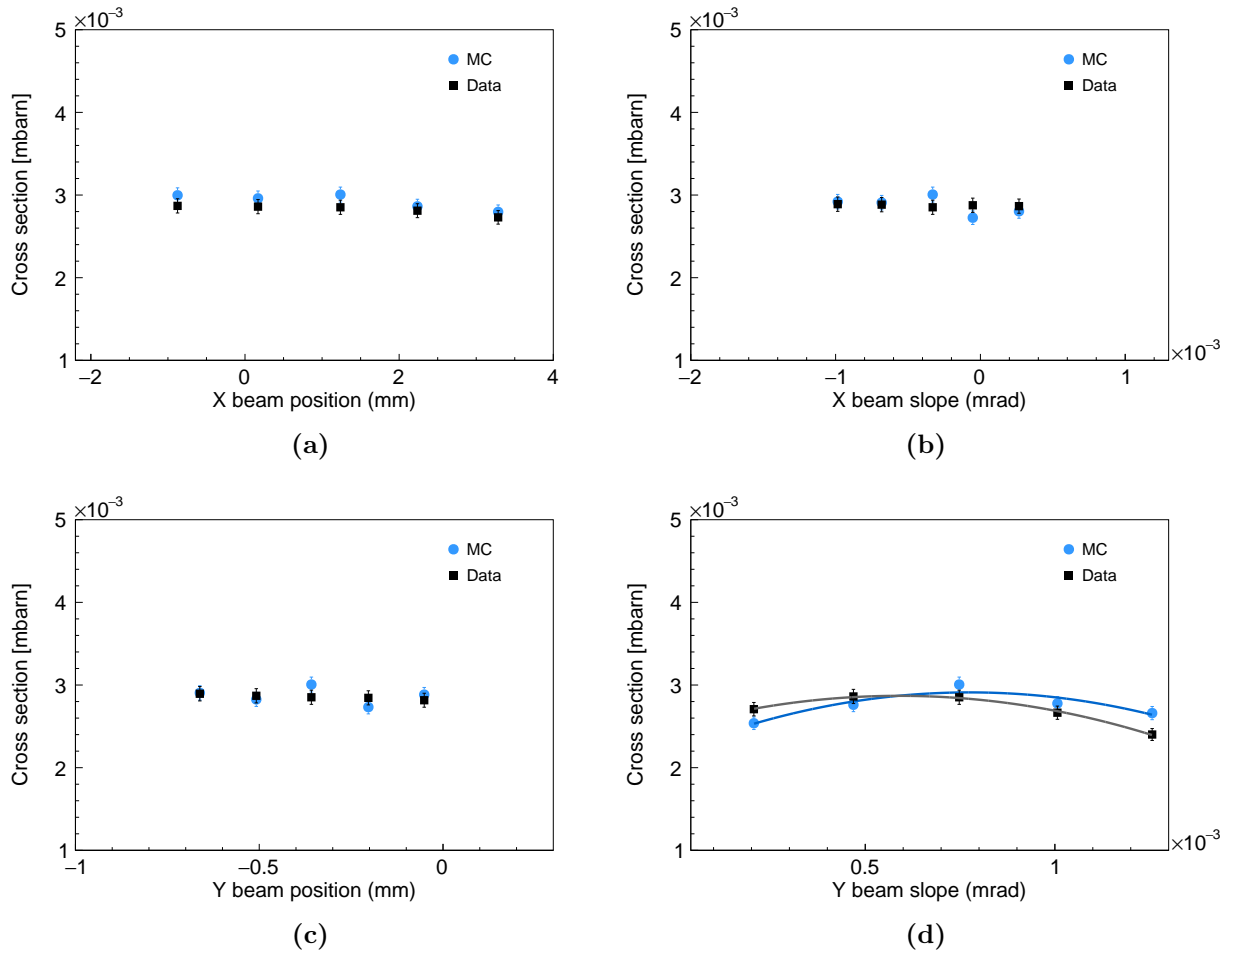 ×10⁻³
5
4
3
2
1
Cross section [mbarn]
MC
Data
−2 0 2 4
X beam position (mm)
(a)
×10⁻³
5
4
3
2
1
Cross section [mbarn]
MC
Data
−2 −1 0 1
×10⁻³
X beam slope (mrad)
(b)
×10⁻³
5
4
3
2
1
Cross section [mbarn]
MC
Data
−1 −0.5 0
Y beam position (mm)
(c)
×10⁻³
5
4
3
2
1
Cross section [mbarn]
MC
Data
0.5 1
×10⁻³
Y beam slope (mrad)
(d)